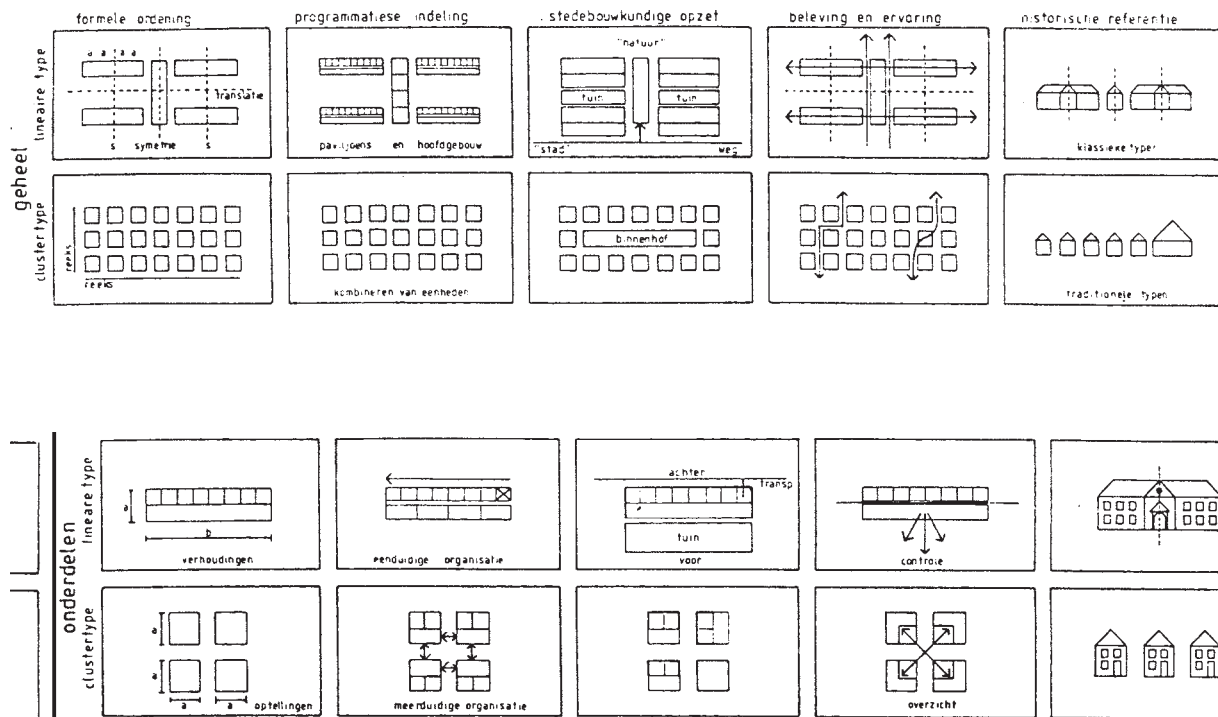 formele ordening
programmatiese indeling
stedebouwkundige opzet
beleving en ervaring
historische referentie
geheel
lineaire type
a a a a
translatie
s symetrie s
paviljoens en hoofdgebouw
"natuur"
tuin tuin
"stad" weg
klassieke typen
clustertype
reeks
reeks
kombineren van eenheden
binnenhof
traditionele typen
onderdelen
lineaire type
a
b
verhoudingen
eenduidige organisatie
achter
transp
tuin
voor
controle
clustertype
a
a
a a optellingen
meerduidige organisatie
overzicht